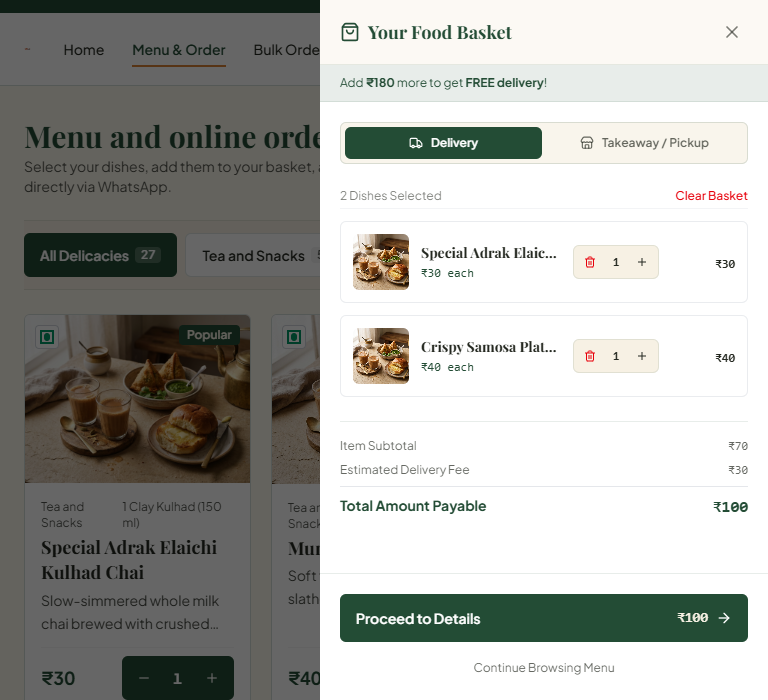 Home
Menu & Order
Bulk Orde
Your Food Basket
Add ₹180 more to get FREE delivery!
Menu and online orde
Select your dishes, add them to your basket, a
directly via WhatsApp.
Delivery
Takeaway / Pickup
2 Dishes Selected
Clear Basket
All Delicacies 27
Tea and Snacks
Special Adrak Elaic...
₹30 each
1
₹30
Crispy Samosa Plat...
₹40 each
1
₹40
Popular
Item Subtotal
₹70
Estimated Delivery Fee
₹30
Total Amount Payable
₹100
Tea and
Snacks
1 Clay Kulhad (150
ml)
Special Adrak Elaichi
Kulhad Chai
Slow-simmered whole milk
chai brewed with crushed...
₹30
1
Tea an
Snacks
Mu
Soft
slath
₹40
Proceed to Details
₹100
Continue Browsing Menu